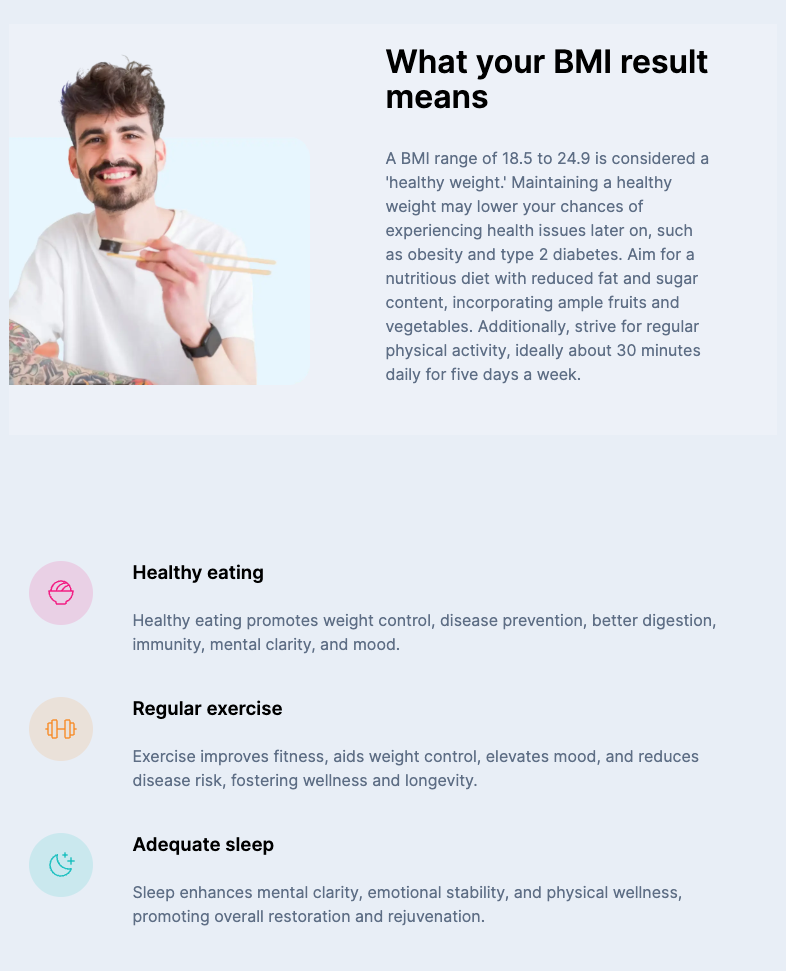 What your BMI result
means
A BMI range of 18.5 to 24.9 is considered a
'healthy weight.' Maintaining a healthy
weight may lower your chances of
experiencing health issues later on, such
as obesity and type 2 diabetes. Aim for a
nutritious diet with reduced fat and sugar
content, incorporating ample fruits and
vegetables. Additionally, strive for regular
physical activity, ideally about 30 minutes
daily for five days a week.
Healthy eating
Healthy eating promotes weight control, disease prevention, better digestion,
immunity, mental clarity, and mood.
Regular exercise
Exercise improves fitness, aids weight control, elevates mood, and reduces
disease risk, fostering wellness and longevity.
Adequate sleep
Sleep enhances mental clarity, emotional stability, and physical wellness,
promoting overall restoration and rejuvenation.